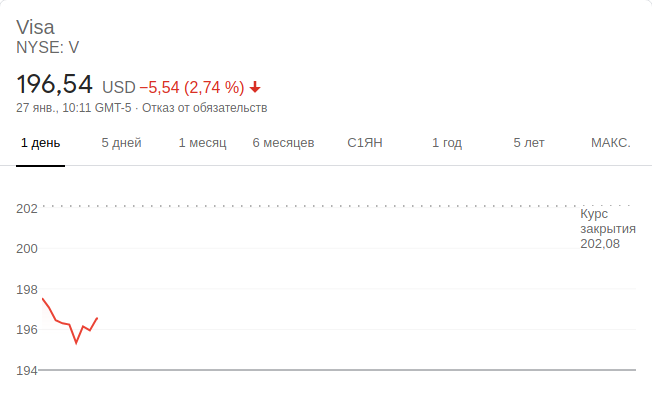 Visa
NYSE: V
196,54 USD −5,54 (2,74 %)
27 янв., 10:11 GMT-5 · Отказ от обязательств
1 день 5 дней 1 месяц 6 месяцев С1ЯН 1 год 5 лет МАКС.
202
Курс
закрытия
202,08
200
198
196
194